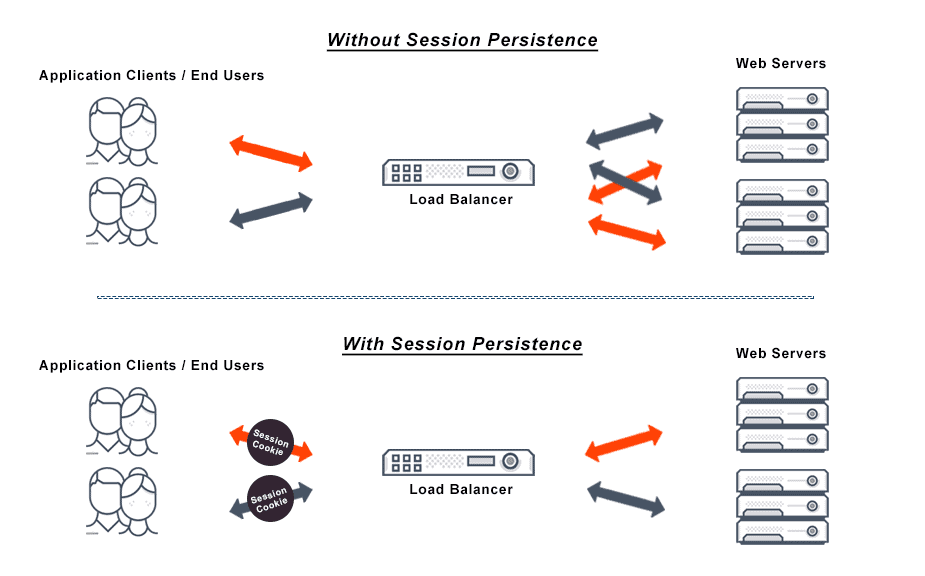 Without Session Persistence
Application Clients / End Users
Web Servers
Load Balancer
With Session Persistence
Application Clients / End Users
Web Servers
Session
Cookie
Session
Cookie
Load Balancer